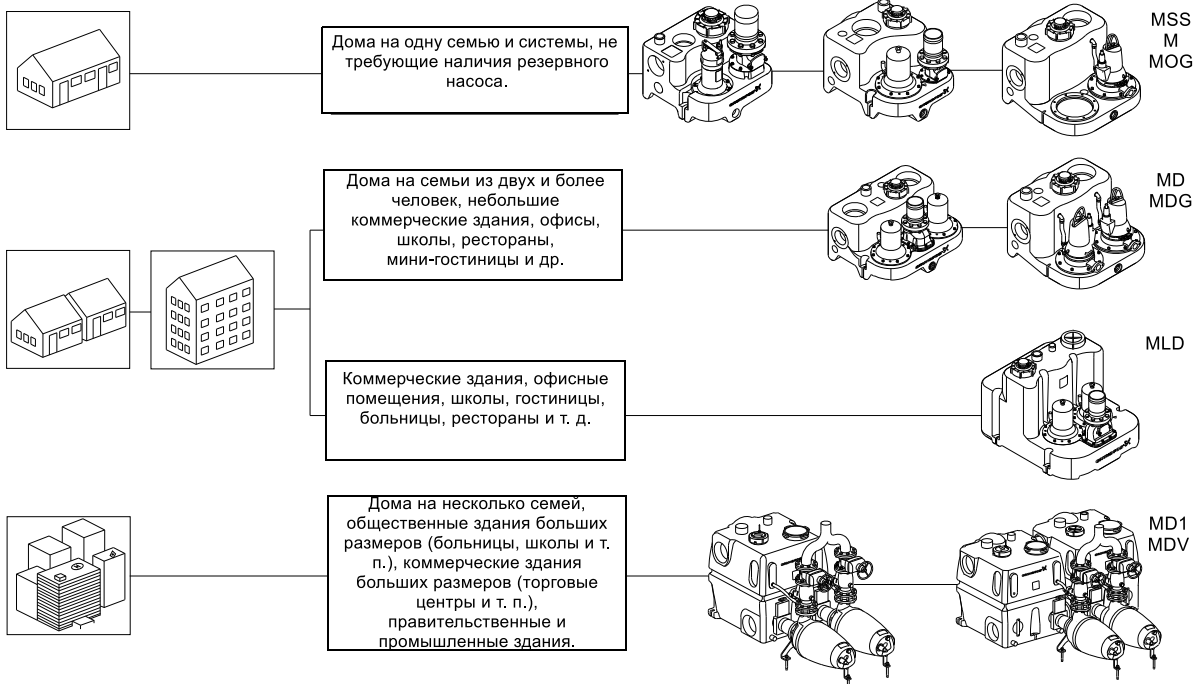 Дома на одну семью и системы, не
требующие наличия резервного
насоса.
MSS
M
MOG
Дома на семьи из двух и более
человек, небольшие
коммерческие здания, офисы,
школы, рестораны,
мини-гостиницы и др.
MD
MDG
Коммерческие здания, офисные
помещения, школы, гостиницы,
больницы, рестораны и т. д.
MLD
Дома на несколько семей,
общественные здания больших
размеров (больницы, школы и т.
п.), коммерческие здания
больших размеров (торговые
центры и т. п.),
правительственные и
промышленные здания.
MD1
MDV